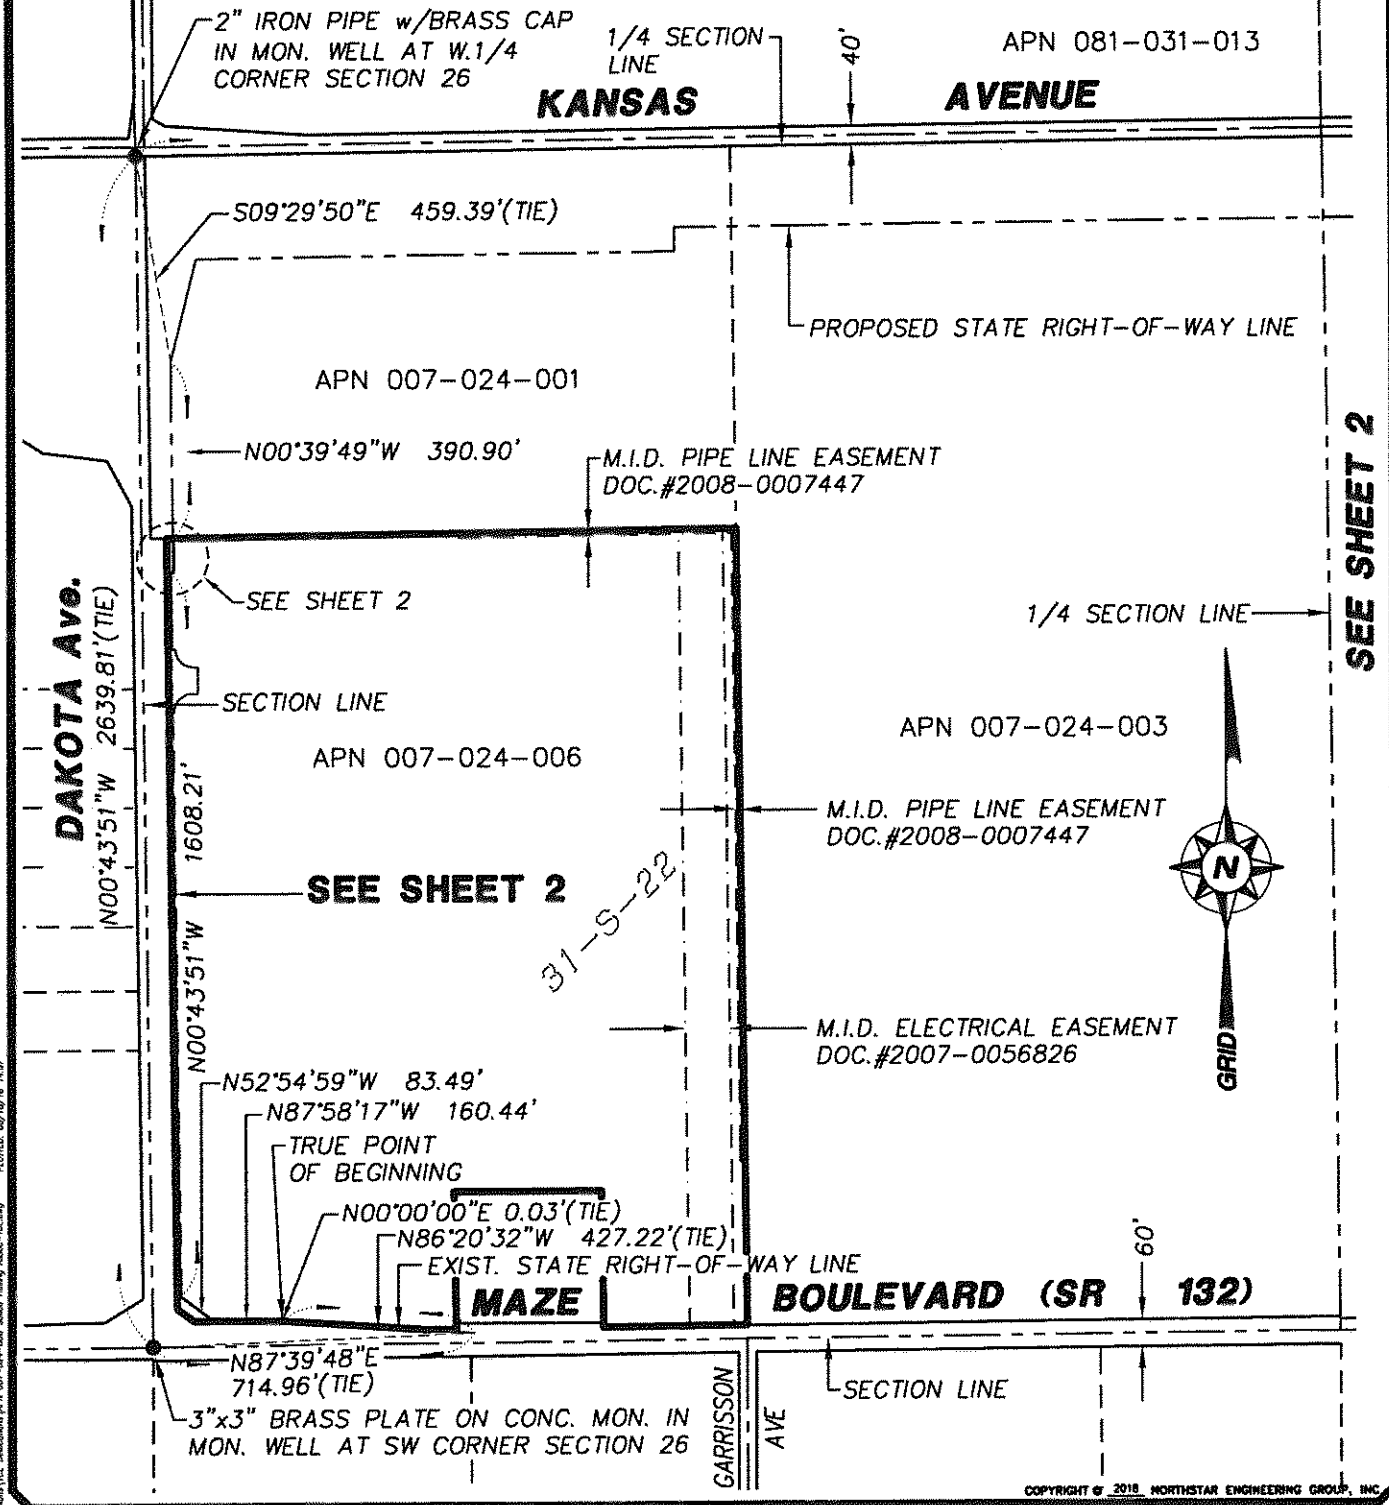 2" IRON PIPE w/BRASS CAP
IN MON. WELL AT W.1/4
CORNER SECTION 26
1/4 SECTION
LINE
40'
APN 081-031-013
KANSAS AVENUE
S09°29'50"E 459.39'(TIE)
PROPOSED STATE RIGHT-OF-WAY LINE
APN 007-024-001
N00°39'49"W 390.90'
M.I.D. PIPE LINE EASEMENT
DOC.#2008-0007447
SEE SHEET 2
SEE SHEET 2
1/4 SECTION LINE
DAKOTA Ave.
N00°43'51"W 2639.81'(TIE)
SECTION LINE
APN 007-024-006
APN 007-024-003
N00°43'51"W 1608.21'
M.I.D. PIPE LINE EASEMENT
DOC.#2008-0007447
SEE SHEET 2
31-S-22
N
GRID
M.I.D. ELECTRICAL EASEMENT
DOC.#2007-0056826
N52°54'59"W 83.49'
N87°58'17"W 160.44'
TRUE POINT
OF BEGINNING
N00°00'00"E 0.03'(TIE)
N86°20'32"W 427.22'(TIE)
EXIST. STATE RIGHT-OF-WAY LINE
60'
MAZE BOULEVARD (SR 132)
N87°39'48"E
714.96'(TIE)
SECTION LINE
3"x3" BRASS PLATE ON CONC. MON. IN
MON. WELL AT SW CORNER SECTION 26
GARRISSON
AVE
COPYRIGHT © 2018 NORTHSTAR ENGINEERING GROUP, INC.